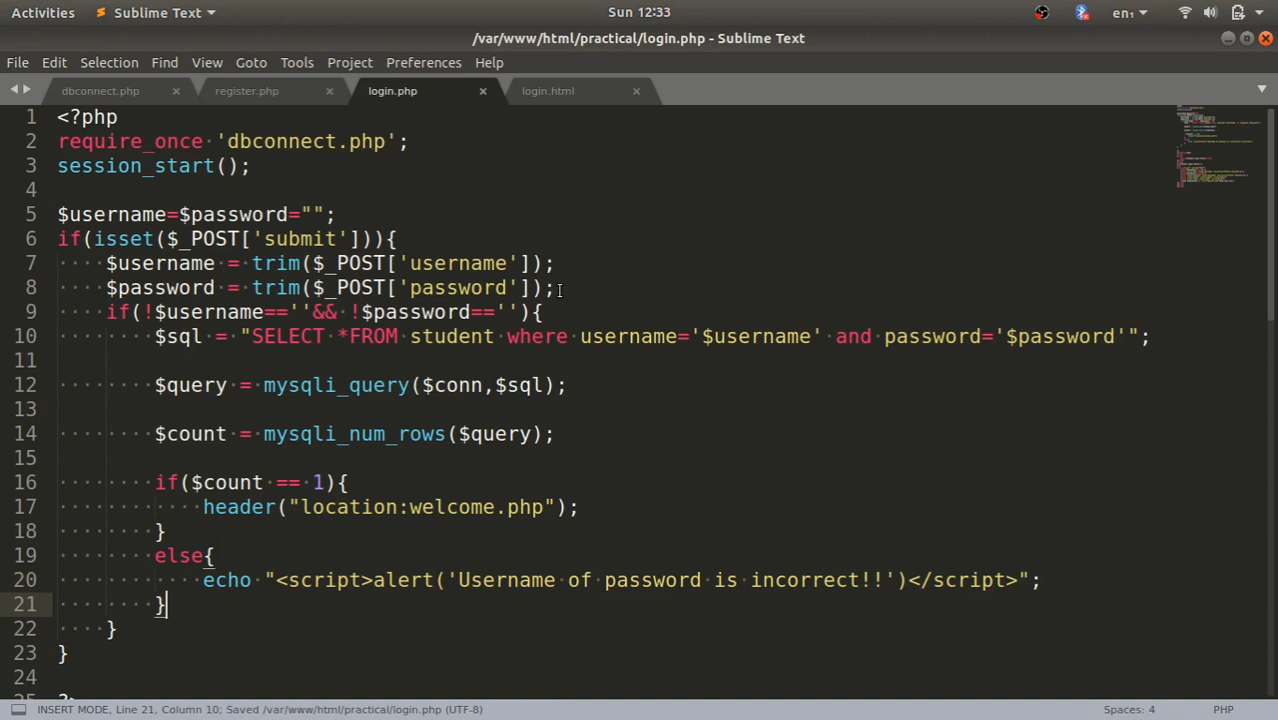 Activities Sublime Text Sun 12:33 en₁
/var/www/html/practical/login.php - Sublime Text
File Edit Selection Find View Goto Tools Project Preferences Help
dbconnect.php register.php login.php login.html
1 <?php
2 require_once 'dbconnect.php';
3 session_start();
4
5 $username=$password="";
6 if(isset($_POST['submit'])){
7 $username = trim($_POST['username']);
8 $password = trim($_POST['password']);
9 if(!$username==''&& !$password==''){
10 $sql = "SELECT *FROM student where username='$username' and password='$password'";
11
12 $query = mysqli_query($conn,$sql);
13
14 $count = mysqli_num_rows($query);
15
16 if($count == 1){
17 header("location:welcome.php");
18 }
19 else{
20 echo "<script>alert('Username of password is incorrect!!')</script>";
21 }
22 }
23 }
24
25 ?>
INSERT MODE, Line 21, Column 10; Saved /var/www/html/practical/login.php (UTF-8) Spaces: 4 PHP